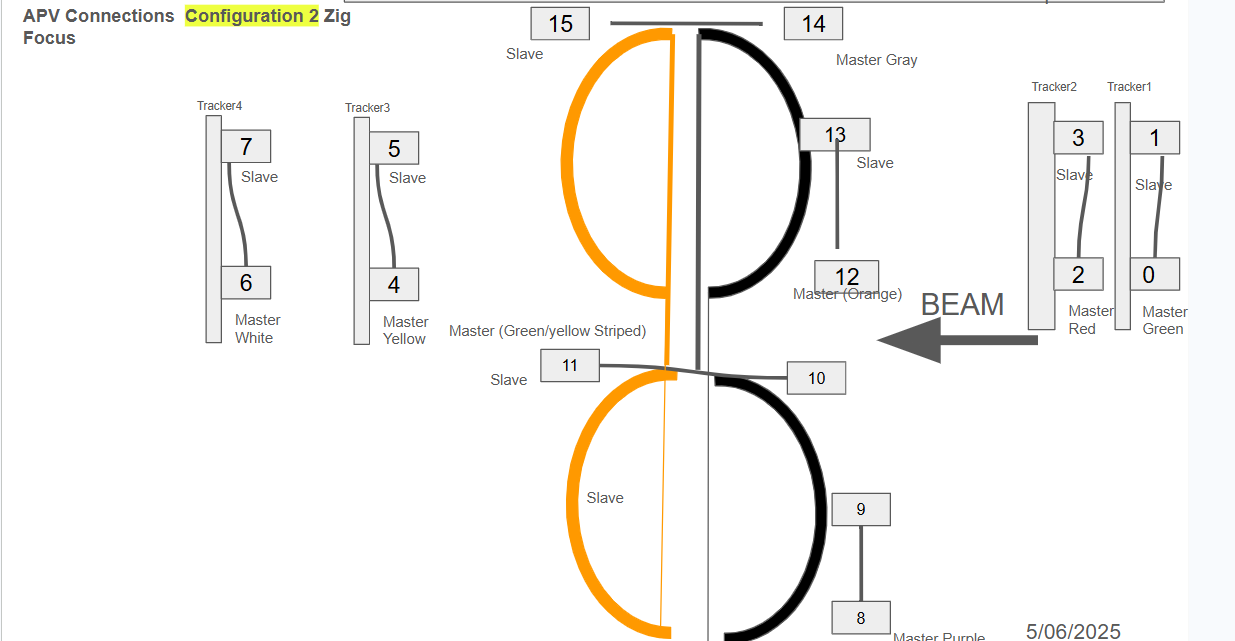 APV Connections Configuration 2 Zig
Focus
15
14
Slave
Master Gray
Tracker4
Tracker3
Tracker2
Tracker1
7
5
13
3
1
Slave
Slave
Slave
Slave
Slave
6
4
12
2
0
Master (Orange)
BEAM
Master
White
Master
Yellow
Master
Red
Master
Green
Master (Green/yellow Striped)
11
10
Slave
Slave
9
8
Master Purple
5/06/2025